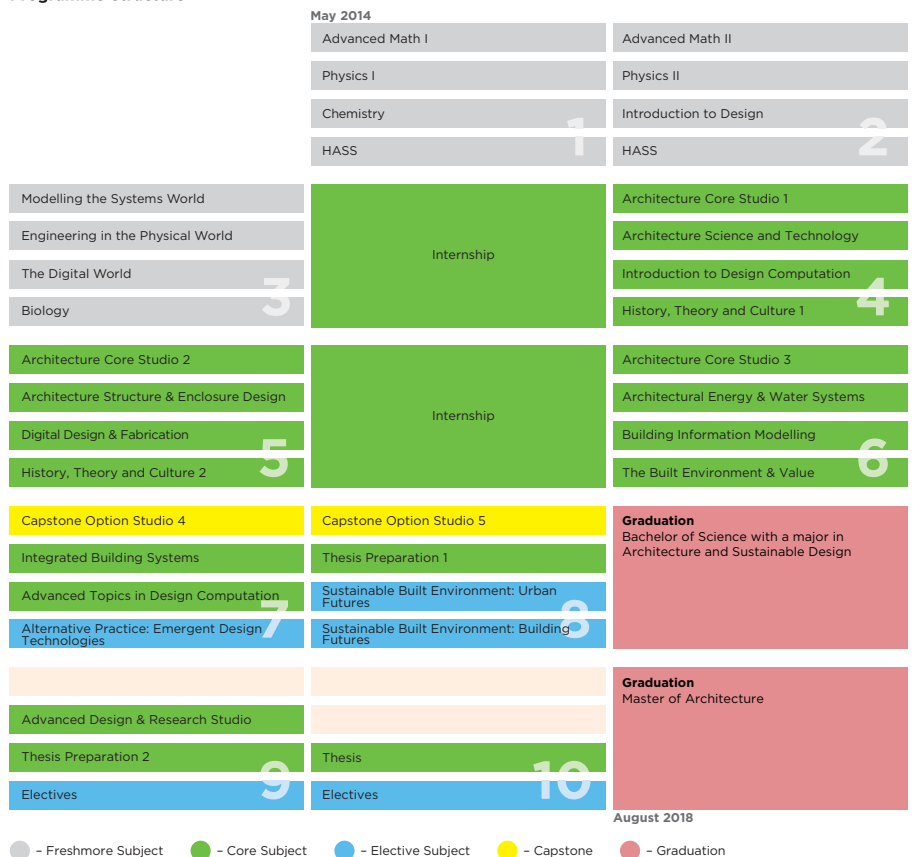 May 2014
Advanced Math I
Advanced Math II
Physics I
Physics II
Chemistry
Introduction to Design
HASS
1
HASS
2
Modelling the Systems World
Engineering in the Physical World
The Digital World
Biology
3
Internship
Architecture Core Studio 1
Architecture Science and Technology
Introduction to Design Computation
History, Theory and Culture 1
4
Architecture Core Studio 2
Architecture Structure & Enclosure Design
Digital Design & Fabrication
History, Theory and Culture 2
5
Internship
Architecture Core Studio 3
Architectural Energy & Water Systems
Building Information Modelling
The Built Environment & Value
6
Capstone Option Studio 4
Integrated Building Systems
Advanced Topics in Design Computation
Alternative Practice: Emergent Design
Technologies
7
Capstone Option Studio 5
Thesis Preparation 1
Sustainable Built Environment: Urban
Futures
Sustainable Built Environment: Building
Futures
8
Graduation
Bachelor of Science with a major in
Architecture and Sustainable Design
Advanced Design & Research Studio
Thesis Preparation 2
Electives
9
Thesis
Electives
10
Graduation
Master of Architecture
August 2018
– Freshmore Subject
– Core Subject
– Elective Subject
– Capstone
– Graduation